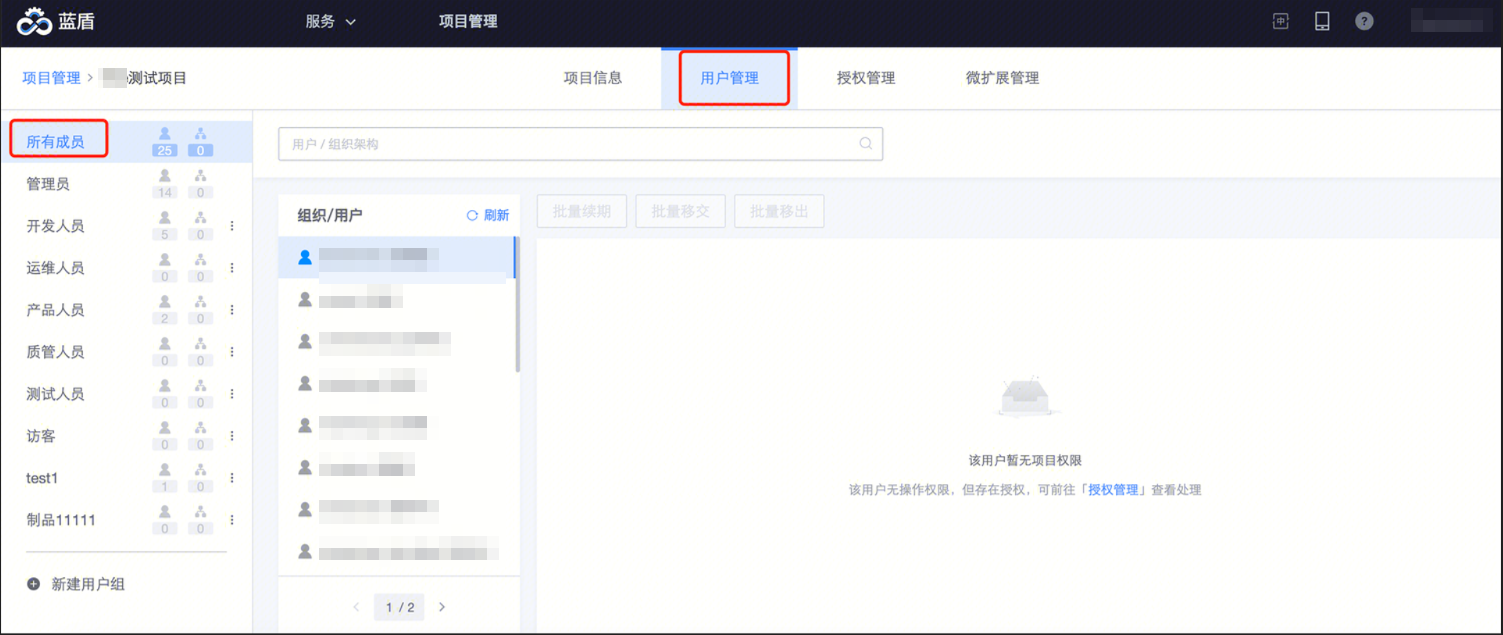 蓝盾 服务 项目管理
项目管理 > 测试项目 项目信息 用户管理 授权管理 微扩展管理
所有成员 25 0
管理员 14 0
开发人员 5 0
运维人员 0 0
产品人员 2 0
质管人员 0 0
测试人员 0 0
访客 0 0
test1 1 0
制品11111 0 0
新建用户组
用户 / 组织架构
组织/用户 刷新
批量续期 批量移交 批量移出
1 / 2
该用户暂无项目权限
该用户无操作权限，但存在授权，可前往「授权管理」查看处理